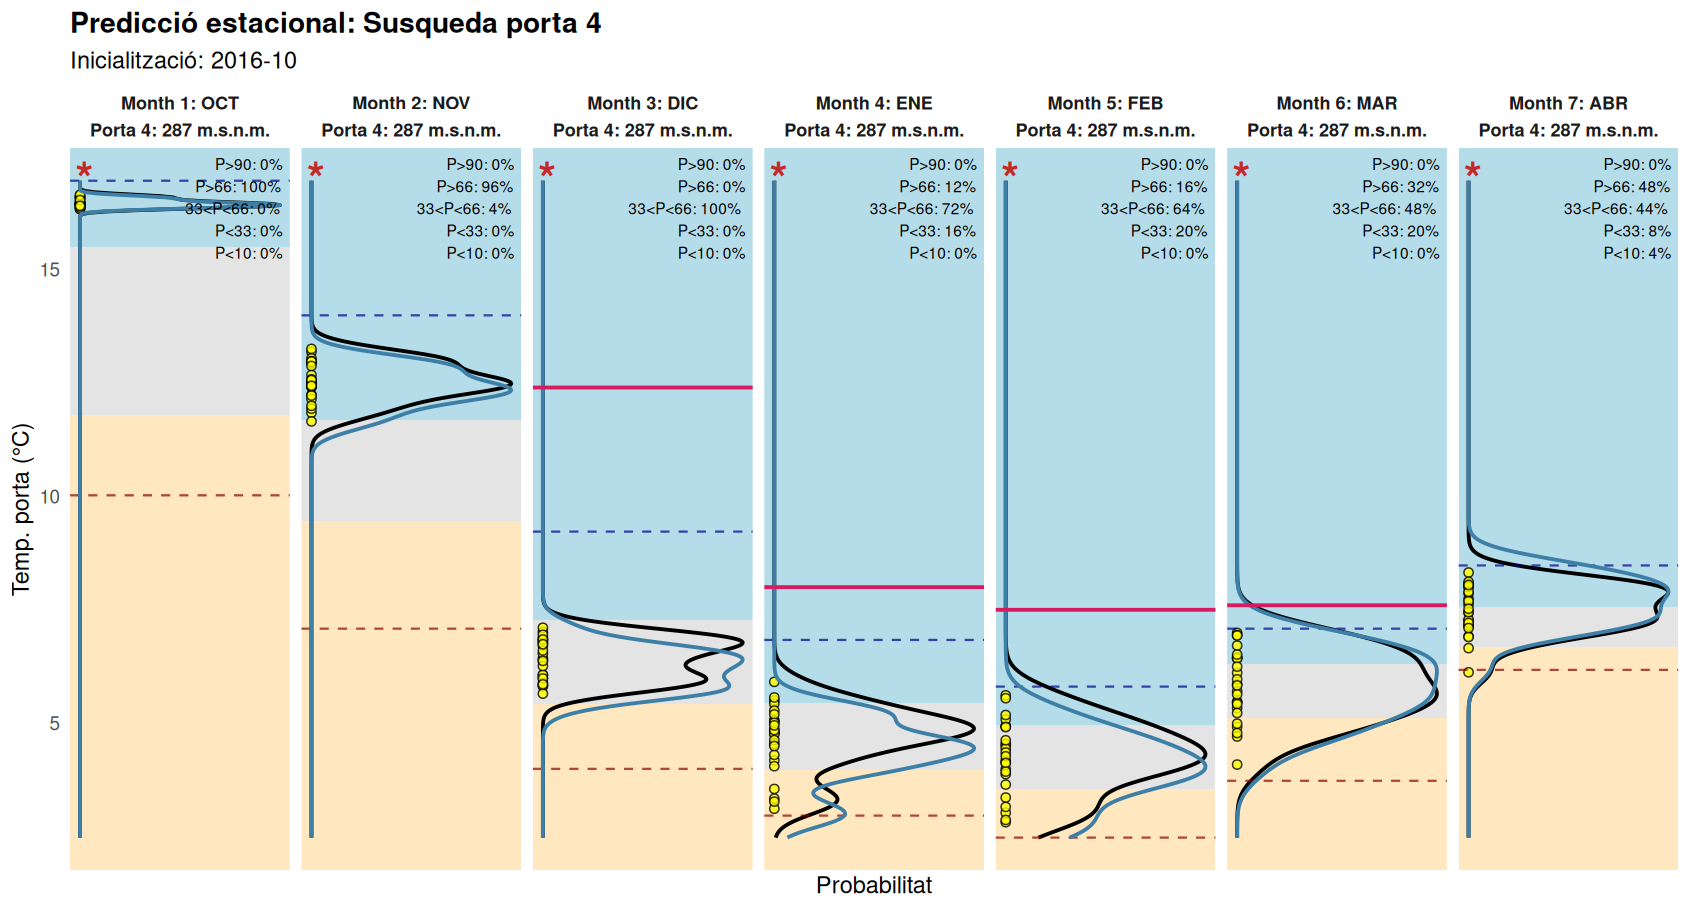 Predicció estacional: Susqueda porta 4
Inicialització: 2016-10
Month 1: OCT
Porta 4: 287 m.s.n.m.
Month 2: NOV
Porta 4: 287 m.s.n.m.
Month 3: DIC
Porta 4: 287 m.s.n.m.
Month 4: ENE
Porta 4: 287 m.s.n.m.
Month 5: FEB
Porta 4: 287 m.s.n.m.
Month 6: MAR
Porta 4: 287 m.s.n.m.
Month 7: ABR
Porta 4: 287 m.s.n.m.
*
P>90: 0%
P>66: 100%
33<P<66: 0%
P<33: 0%
P<10: 0%
*
P>90: 0%
P>66: 96%
33<P<66: 4%
P<33: 0%
P<10: 0%
*
P>90: 0%
P>66: 0%
33<P<66: 100%
P<33: 0%
P<10: 0%
*
P>90: 0%
P>66: 12%
33<P<66: 72%
P<33: 16%
P<10: 0%
*
P>90: 0%
P>66: 16%
33<P<66: 64%
P<33: 20%
P<10: 0%
*
P>90: 0%
P>66: 32%
33<P<66: 48%
P<33: 20%
P<10: 0%
*
P>90: 0%
P>66: 48%
33<P<66: 44%
P<33: 8%
P<10: 4%
15
10
5
Temp. porta (°C)
Probabilitat